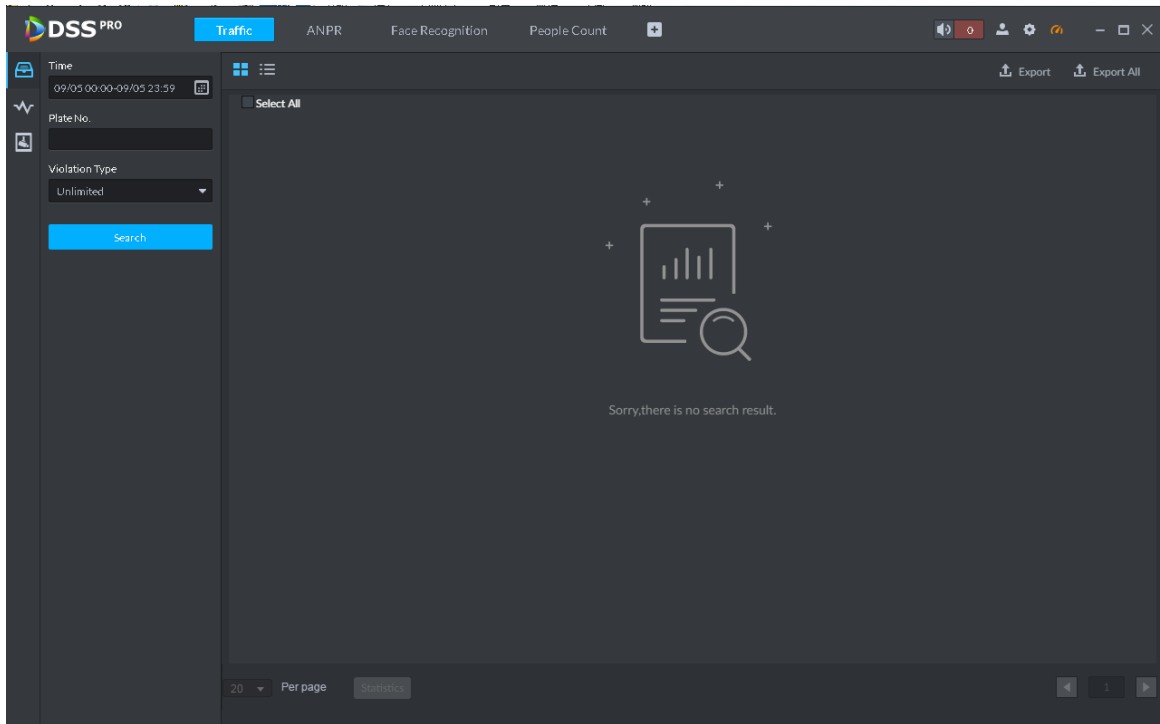 DSS PRO
Traffic
ANPR
Face Recognition
People Count
0
Time
09/05 00:00-09/05 23:59
Plate No.
Violation Type
Unlimited
Search
Export
Export All
Select All
Sorry,there is no search result.
20
Per page
Statistics
1